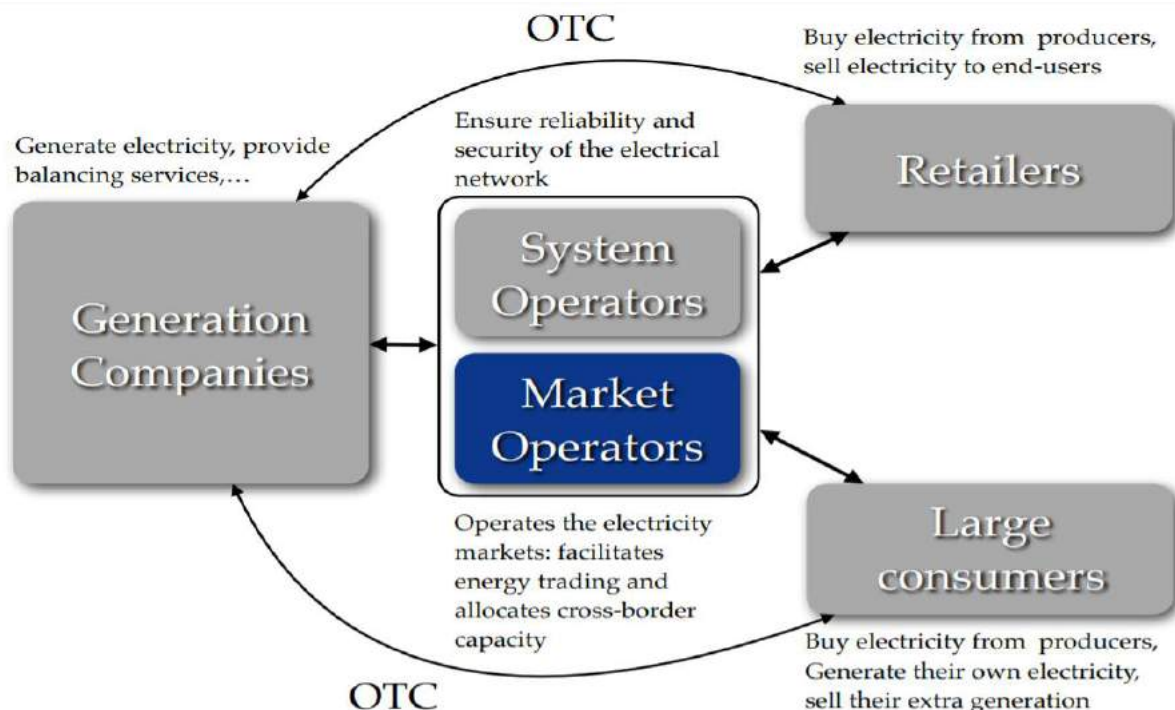 OTC
Buy electricity from producers,
sell electricity to end-users
Retailers
Ensure reliability and
security of the electrical
network
Generate electricity, provide
balancing services,...
Generation
Companies
System
Operators
Market
Operators
Operates the electricity
markets: facilitates
energy trading and
allocates cross-border
capacity
Large
consumers
Buy electricity from producers,
Generate their own electricity,
sell their extra generation
OTC